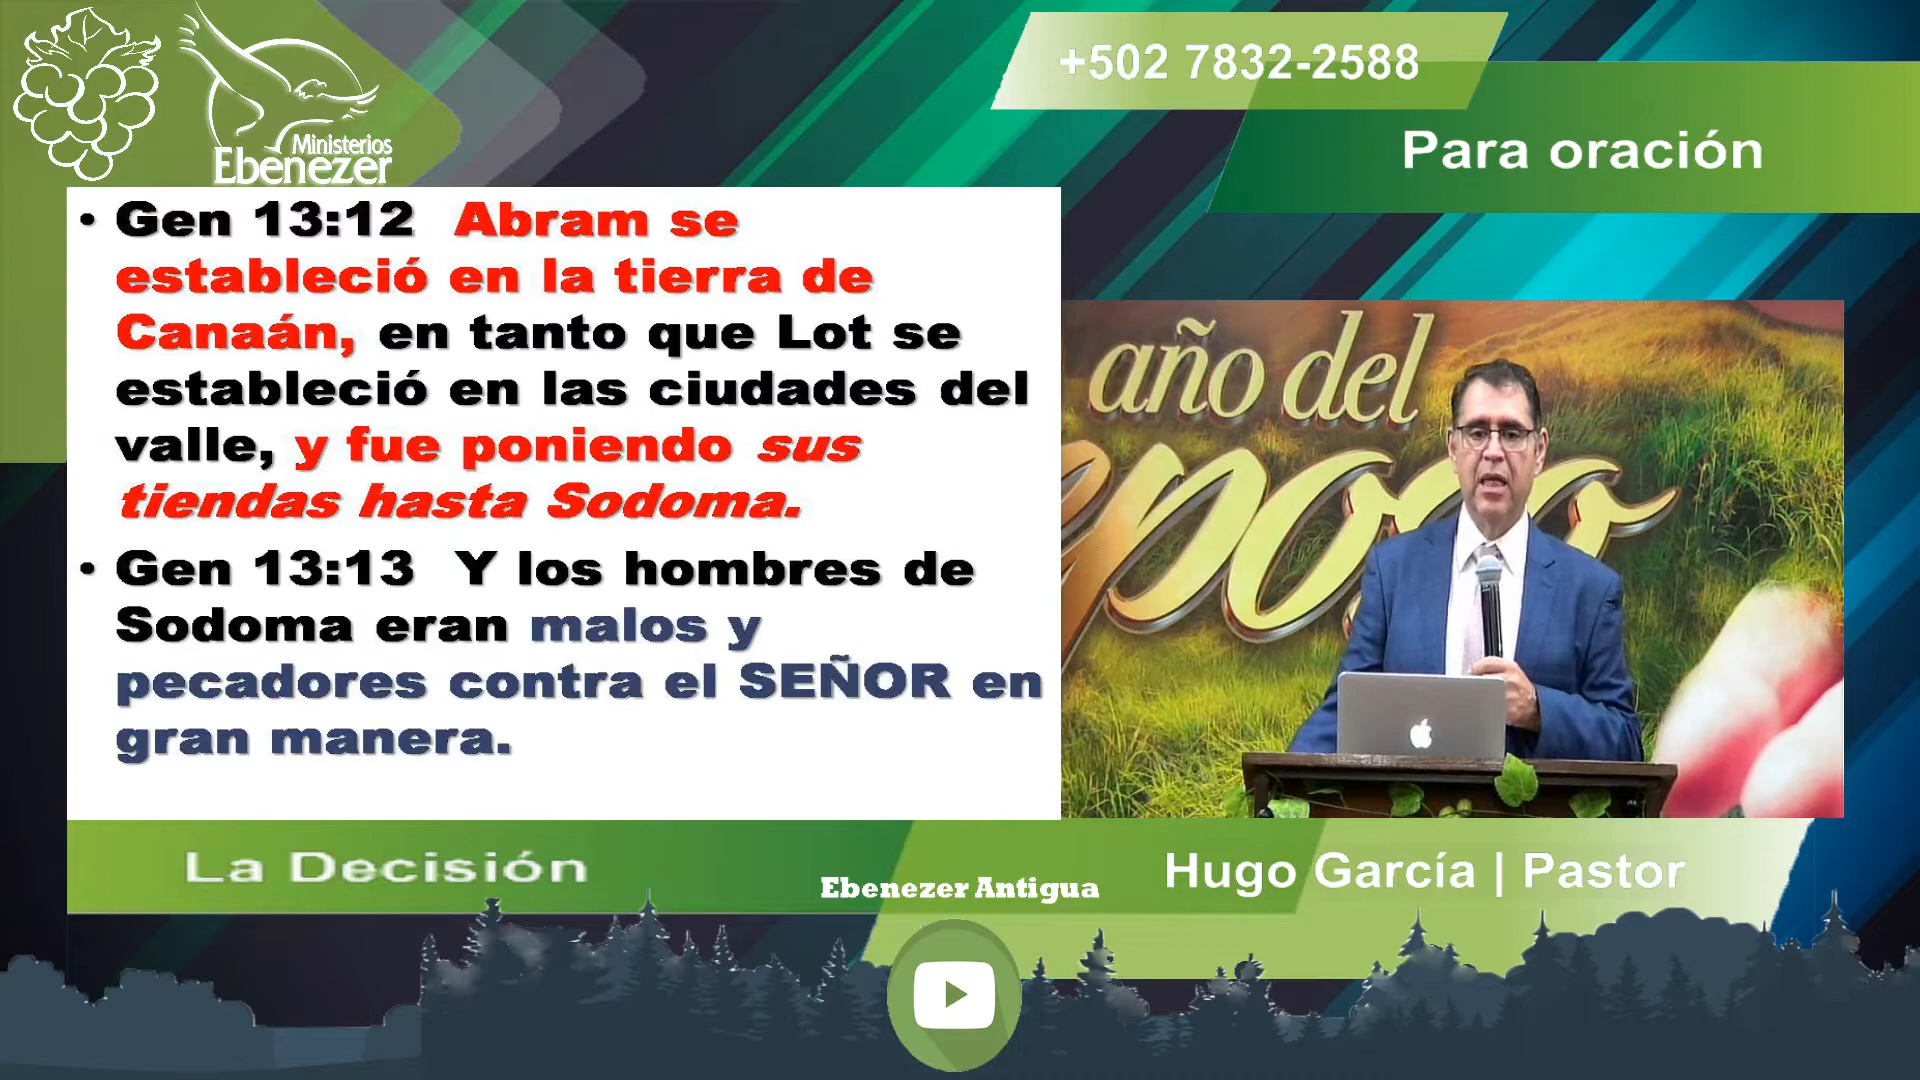 +502 7832-2588
Para oración
Ministerios
Ebenezer
• Gen 13:12 Abram se
estableció en la tierra de
Canaán, en tanto que Lot se
estableció en las ciudades del
valle, y fue poniendo sus
tiendas hasta Sodoma.
• Gen 13:13 Y los hombres de
Sodoma eran malos y
pecadores contra el SEÑOR en
gran manera.
año del
La Decisión
Ebenezer Antigua
Hugo García | Pastor